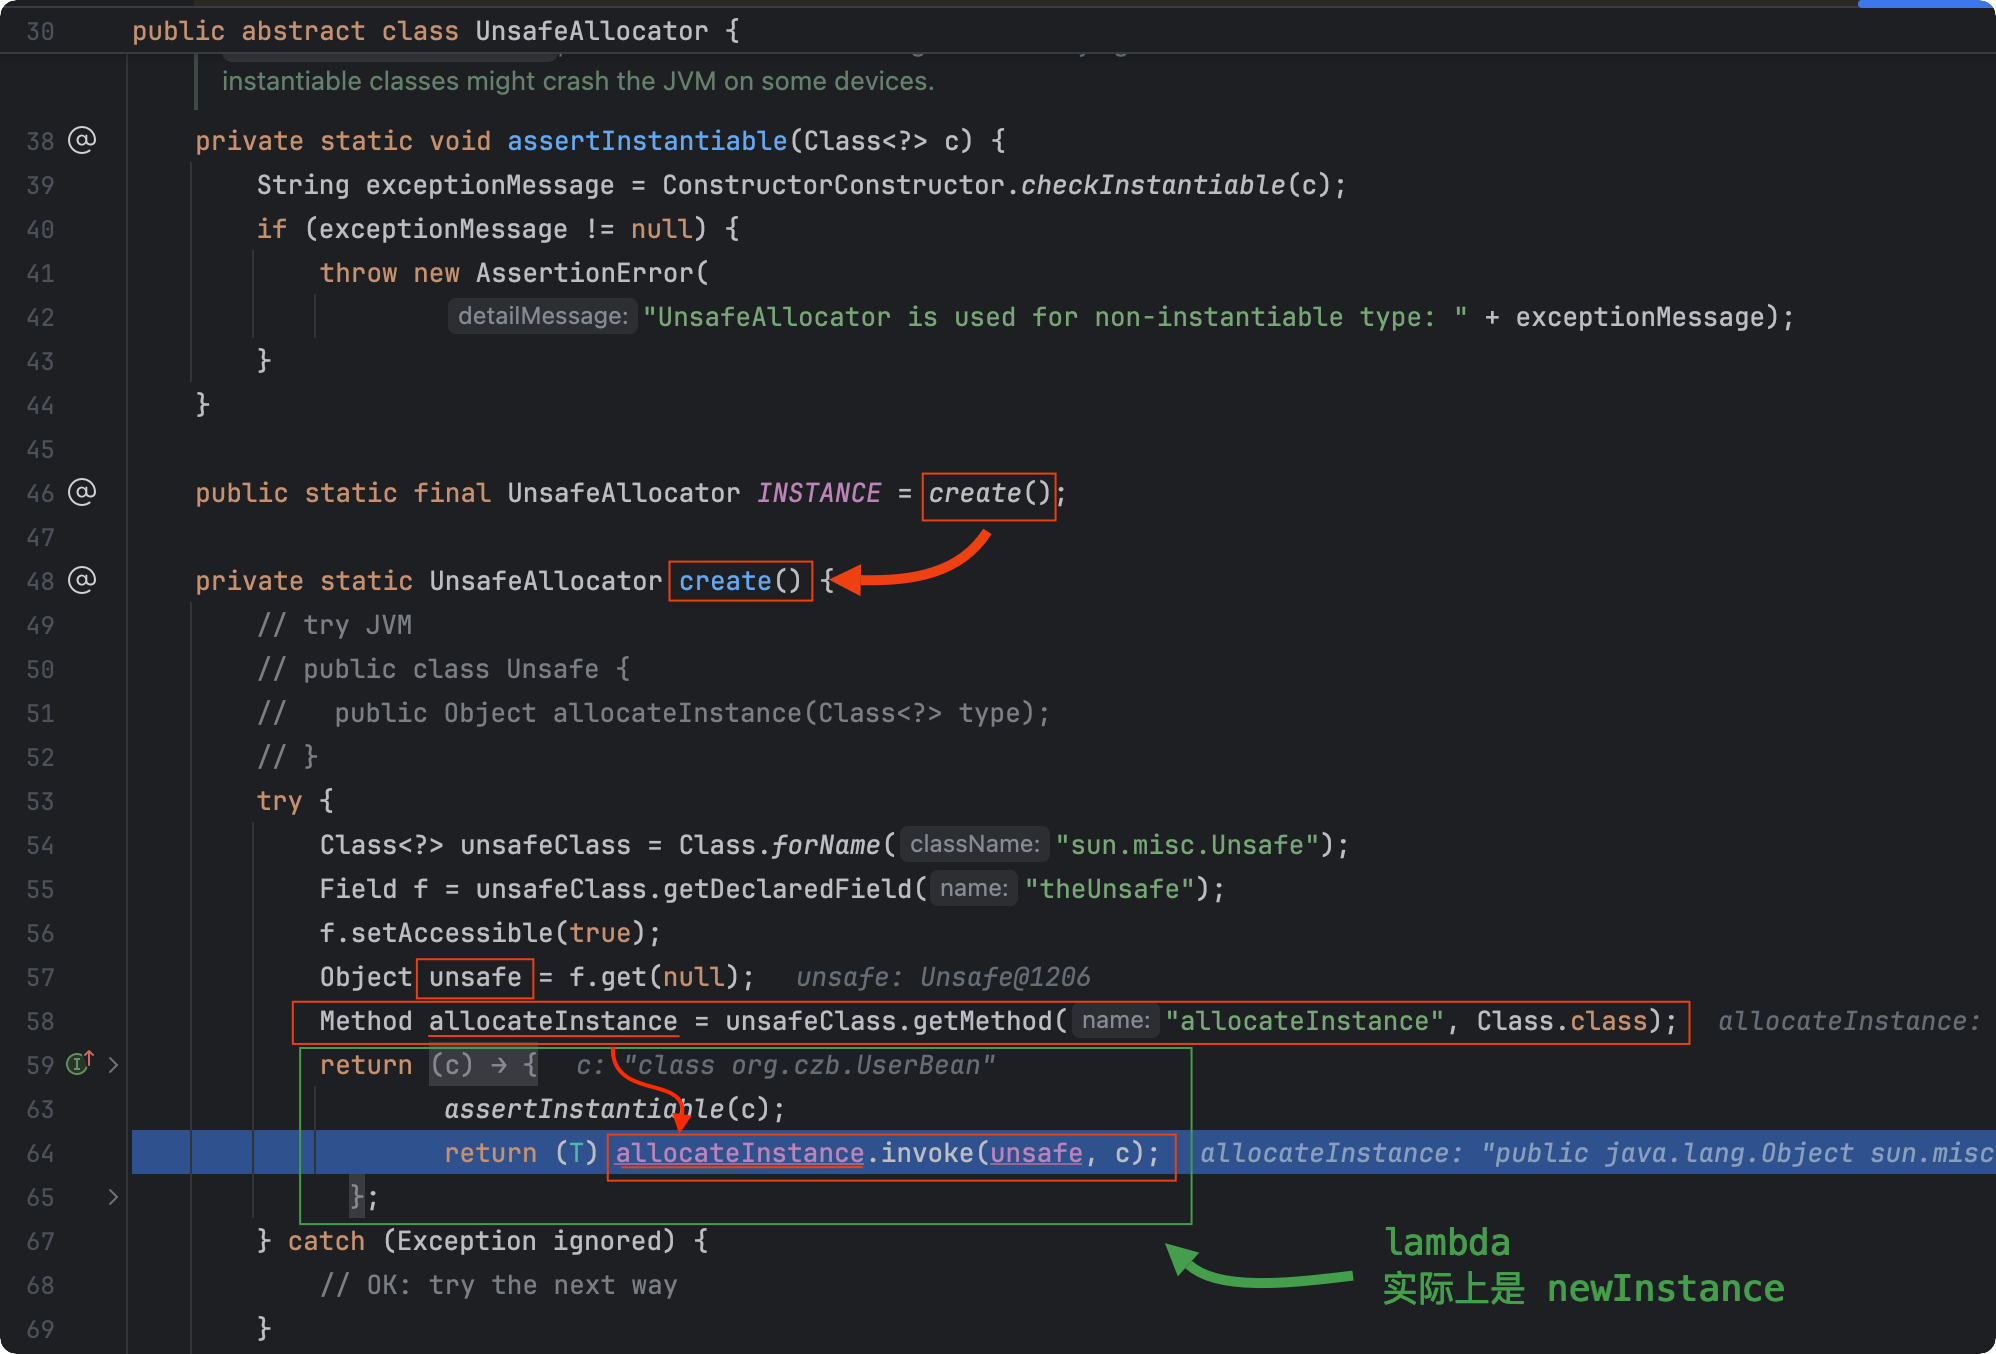 30 public abstract class UnsafeAllocator {
instantiable classes might crash the JVM on some devices.
38 @ private static void assertInstantiable(Class<?> c) {
39 String exceptionMessage = ConstructorConstructor.checkInstantiable(c);
40 if (exceptionMessage != null) {
41 throw new AssertionError(
42 detailMessage: "UnsafeAllocator is used for non-instantiable type: " + exceptionMessage);
43 }
44 }
45
46 @ public static final UnsafeAllocator INSTANCE = create();
47
48 @ private static UnsafeAllocator create() {
49 // try JVM
50 // public class Unsafe {
51 //   public Object allocateInstance(Class<?> type);
52 // }
53 try {
54 Class<?> unsafeClass = Class.forName( className: "sun.misc.Unsafe");
55 Field f = unsafeClass.getDeclaredField( name: "theUnsafe");
56 f.setAccessible(true);
57 Object unsafe = f.get(null); unsafe: Unsafe@1206
58 Method allocateInstance = unsafeClass.getMethod( name: "allocateInstance", Class.class); allocateInstance:
59 return (c) → { c: "class org.czb.UserBean"
63 assertInstantiable(c);
64 return (T) allocateInstance.invoke(unsafe, c); allocateInstance: "public java.lang.Object sun.misc
65 };
67 } catch (Exception ignored) {
lambda
68 // OK: try the next way
实际上是 newInstance
69 }